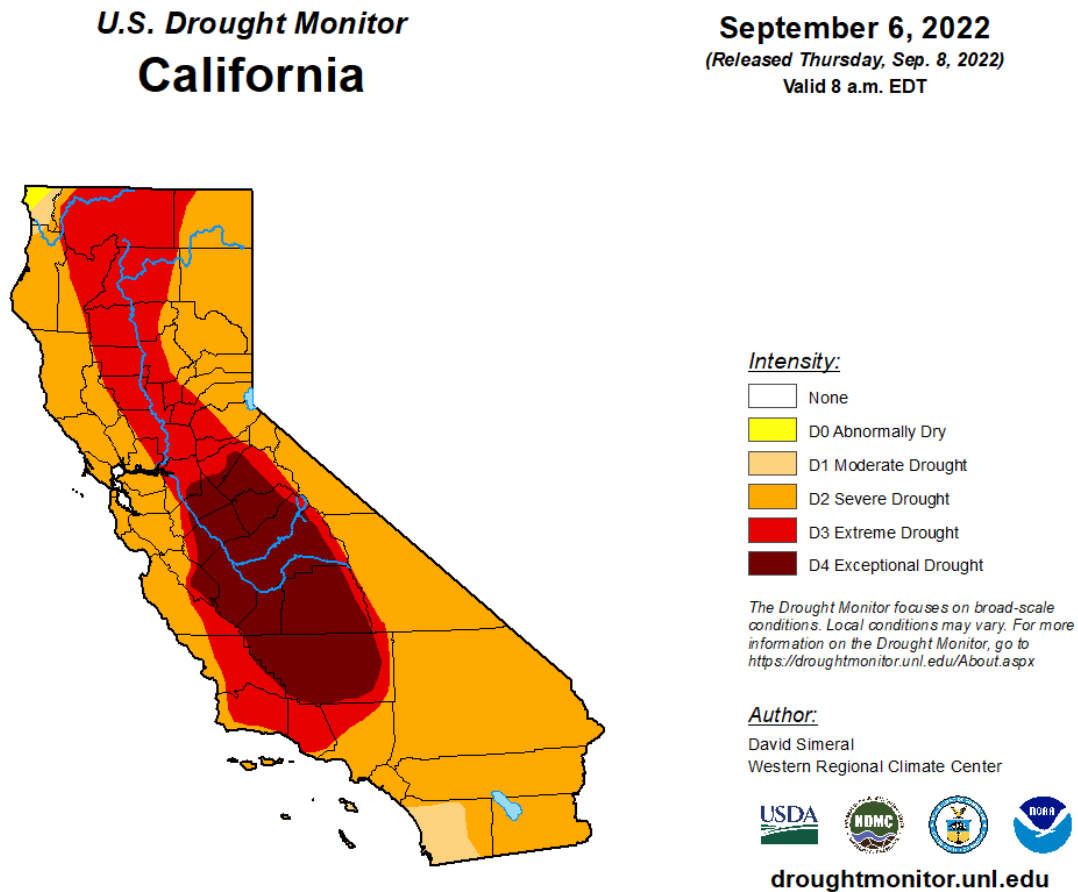 U.S. Drought Monitor
California
September 6, 2022
(Released Thursday, Sep. 8, 2022)
Valid 8 a.m. EDT
Intensity:
None
D0 Abnormally Dry
D1 Moderate Drought
D2 Severe Drought
D3 Extreme Drought
D4 Exceptional Drought
The Drought Monitor focuses on broad-scale
conditions. Local conditions may vary. For more
information on the Drought Monitor, go to
https://droughtmonitor.unl.edu/About.aspx
Author:
David Simeral
Western Regional Climate Center
USDA
NDMC
NOAA
droughtmonitor.unl.edu